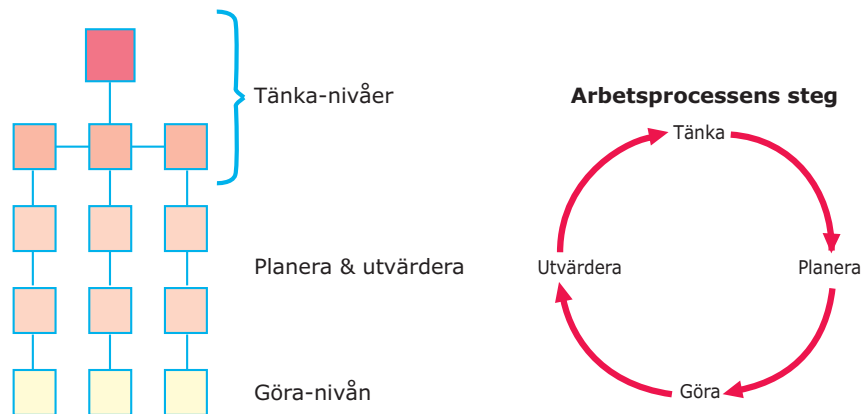 Tänka-nivåer
Planera & utvärdera
Göra-nivån
Arbetsprocessens steg
Tänka
Planera
Göra
Utvärdera